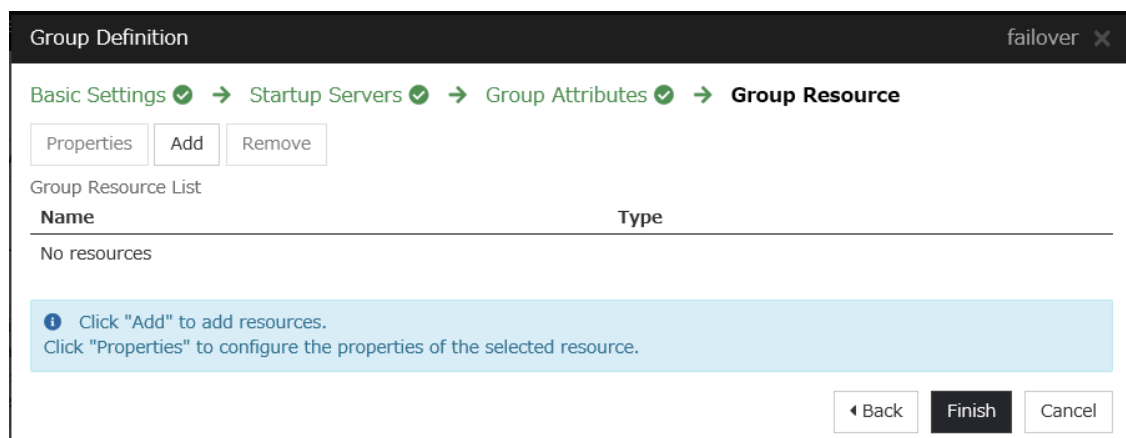 Group Definition failover
Basic Settings → Startup Servers → Group Attributes → Group Resource
Properties Add Remove
Group Resource List
Name Type
No resources
Click "Add" to add resources.
Click "Properties" to configure the properties of the selected resource.
Back Finish Cancel